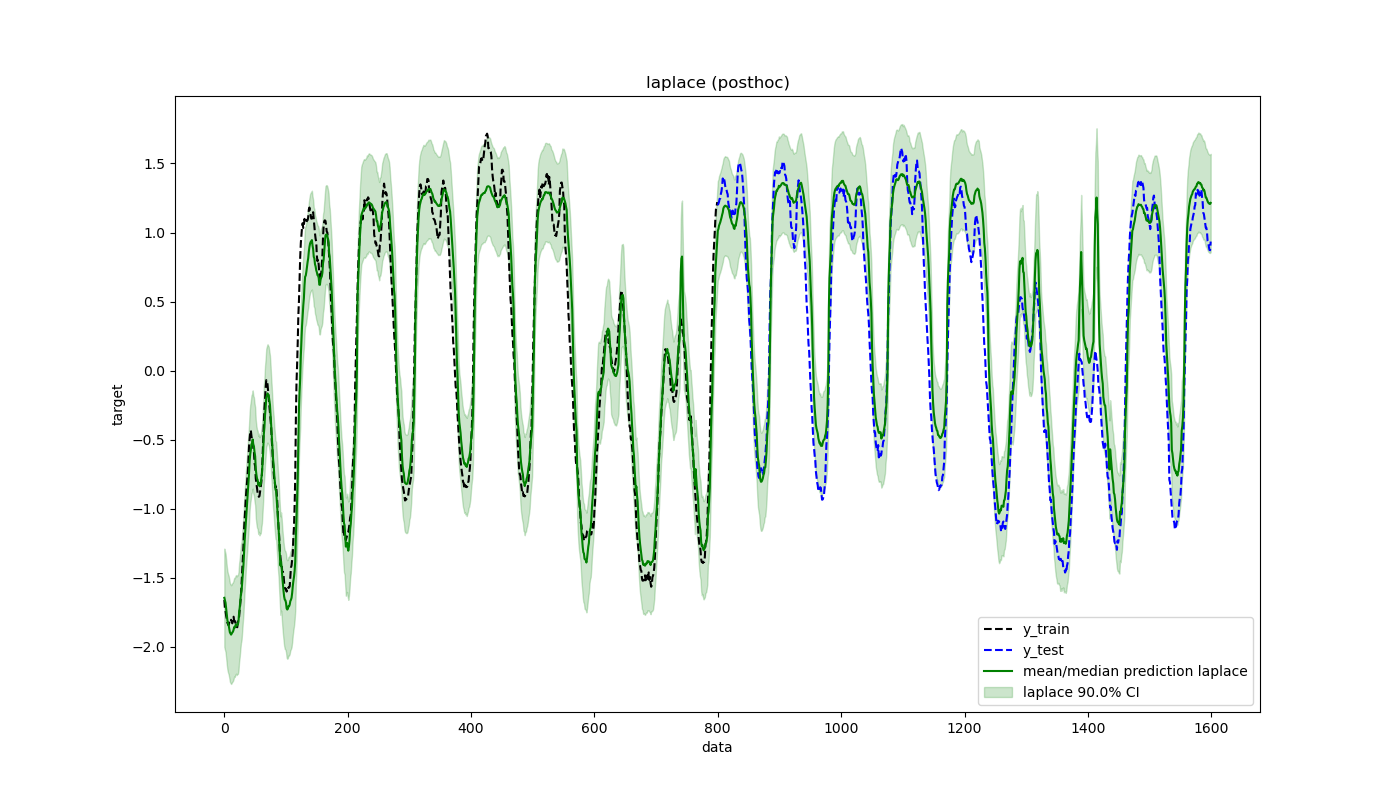 laplace (posthoc)
target
1.5
1.0
0.5
0.0
−0.5
−1.0
−1.5
−2.0
y_train
y_test
mean/median prediction laplace
laplace 90.0% CI
0 200 400 600 800 1000 1200 1400 1600
data